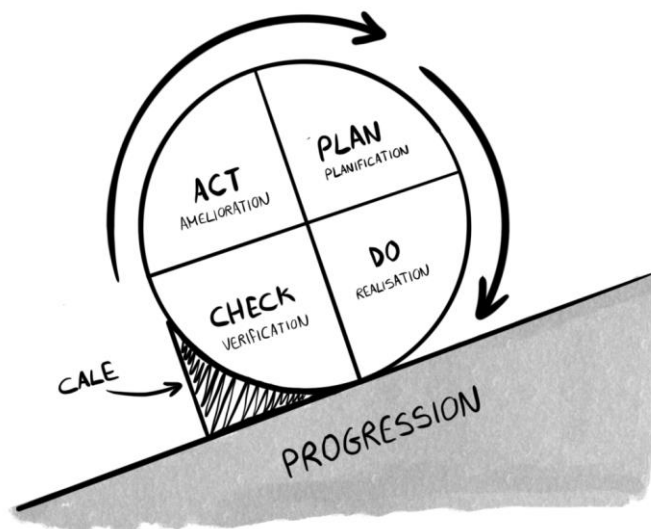 PLAN
PLANIFICATION
ACT
AMELIORATION
DO
REALISATION
CHECK
VERIFICATION
CALE
PROGRESSION